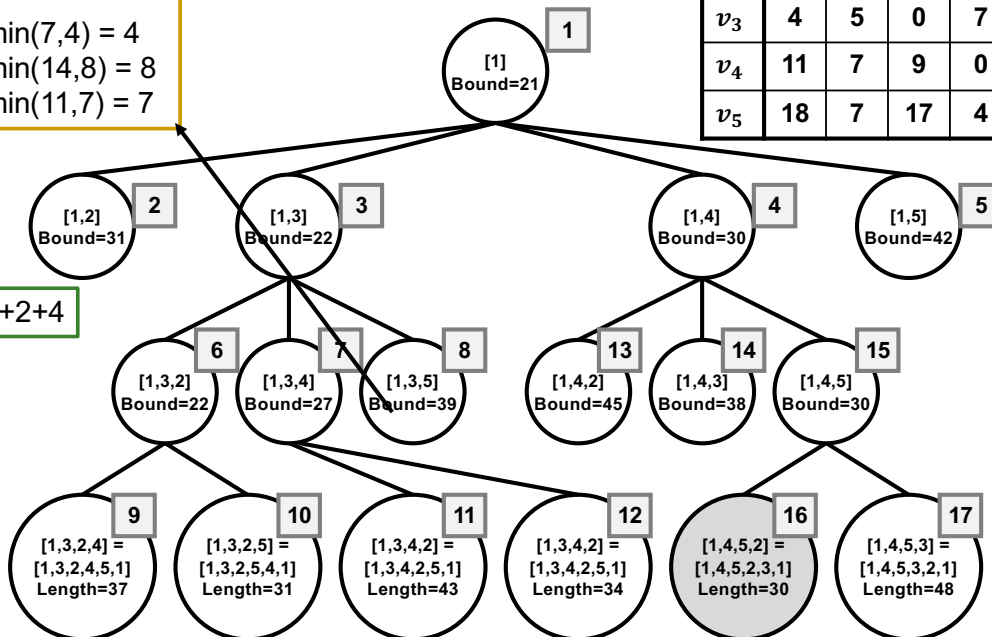 min(7,4) = 4
min(14,8) = 8
min(11,7) = 7
1
[1]
Bound=21
v₃ 4 5 0 7
v₄ 11 7 9 0
v₅ 18 7 17 4
2
[1,2]
Bound=31
3
[1,3]
Bound=22
4
[1,4]
Bound=30
5
[1,5]
Bound=42
+2+4
6
[1,3,2]
Bound=22
7
[1,3,4]
Bound=27
8
[1,3,5]
Bound=39
13
[1,4,2]
Bound=45
14
[1,4,3]
Bound=38
15
[1,4,5]
Bound=30
9
[1,3,2,4] =
[1,3,2,4,5,1]
Length=37
10
[1,3,2,5] =
[1,3,2,5,4,1]
Length=31
11
[1,3,4,2] =
[1,3,4,2,5,1]
Length=43
12
[1,3,4,2] =
[1,3,4,2,5,1]
Length=34
16
[1,4,5,2] =
[1,4,5,2,3,1]
Length=30
17
[1,4,5,3] =
[1,4,5,3,2,1]
Length=48